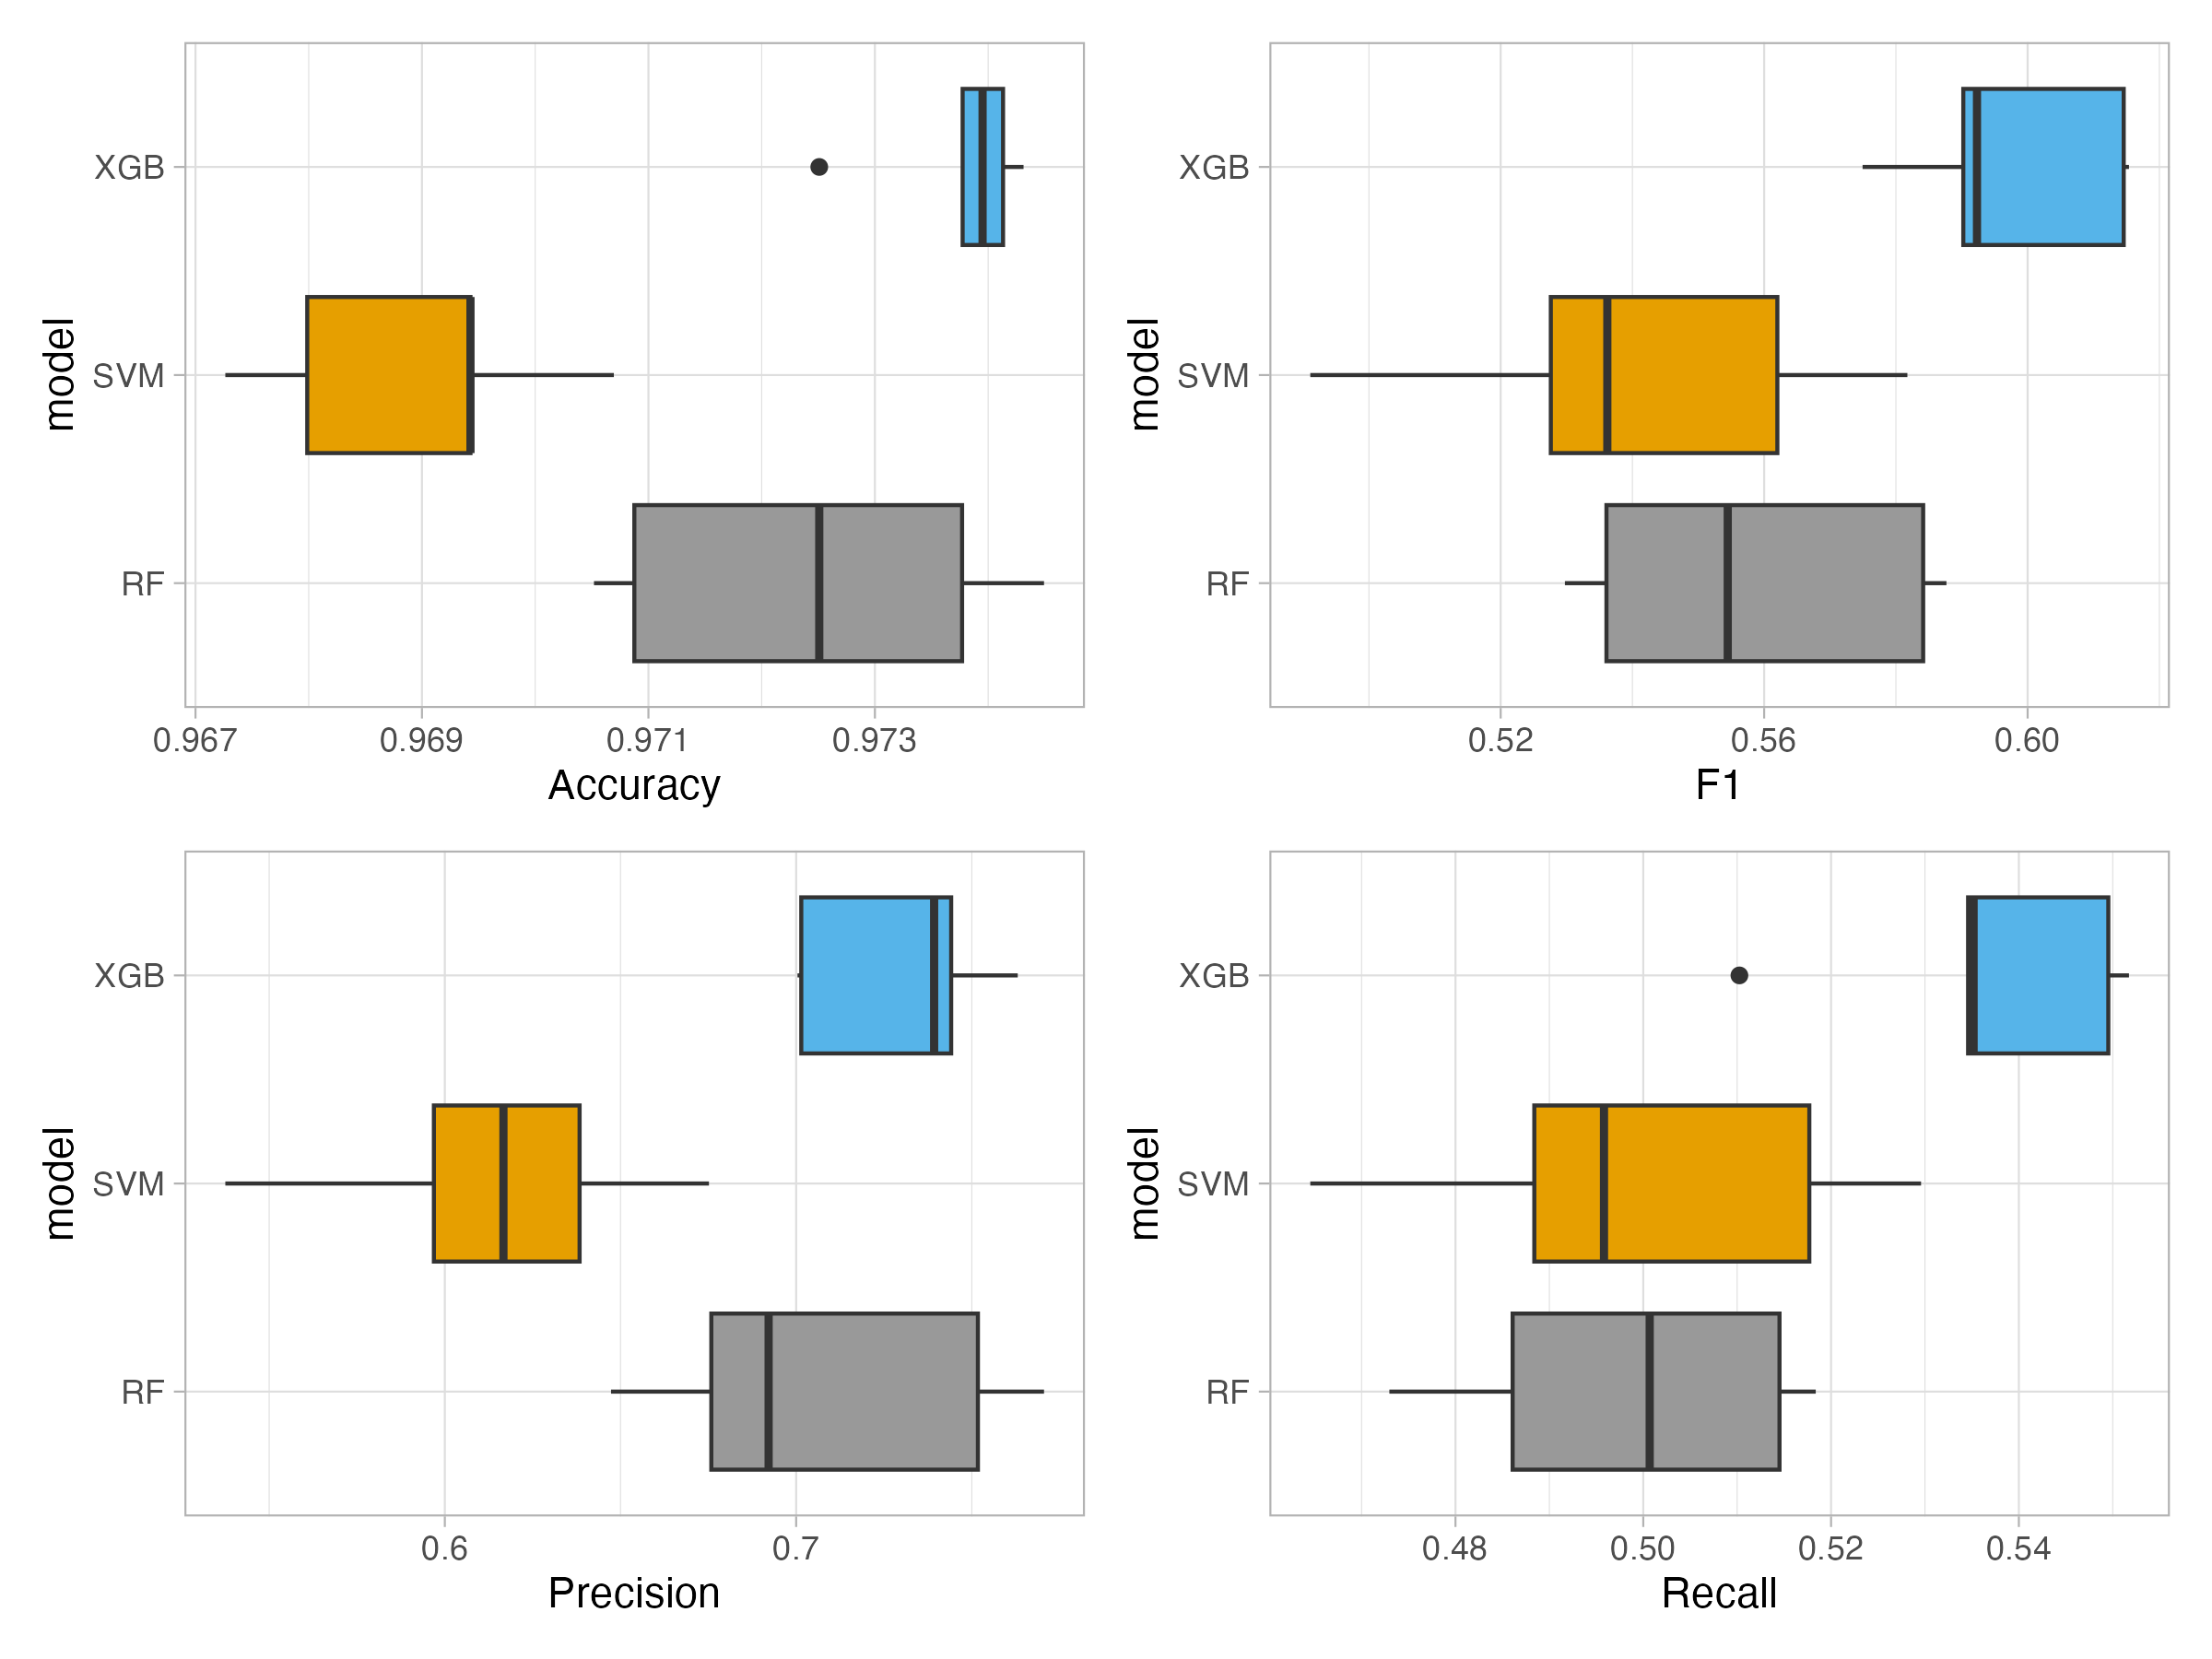 model
XGB
SVM
RF
0.967 0.969 0.971 0.973
Accuracy
model
XGB
SVM
RF
0.52 0.56 0.60
F1
model
XGB
SVM
RF
0.6 0.7
Precision
model
XGB
SVM
RF
0.48 0.50 0.52 0.54
Recall